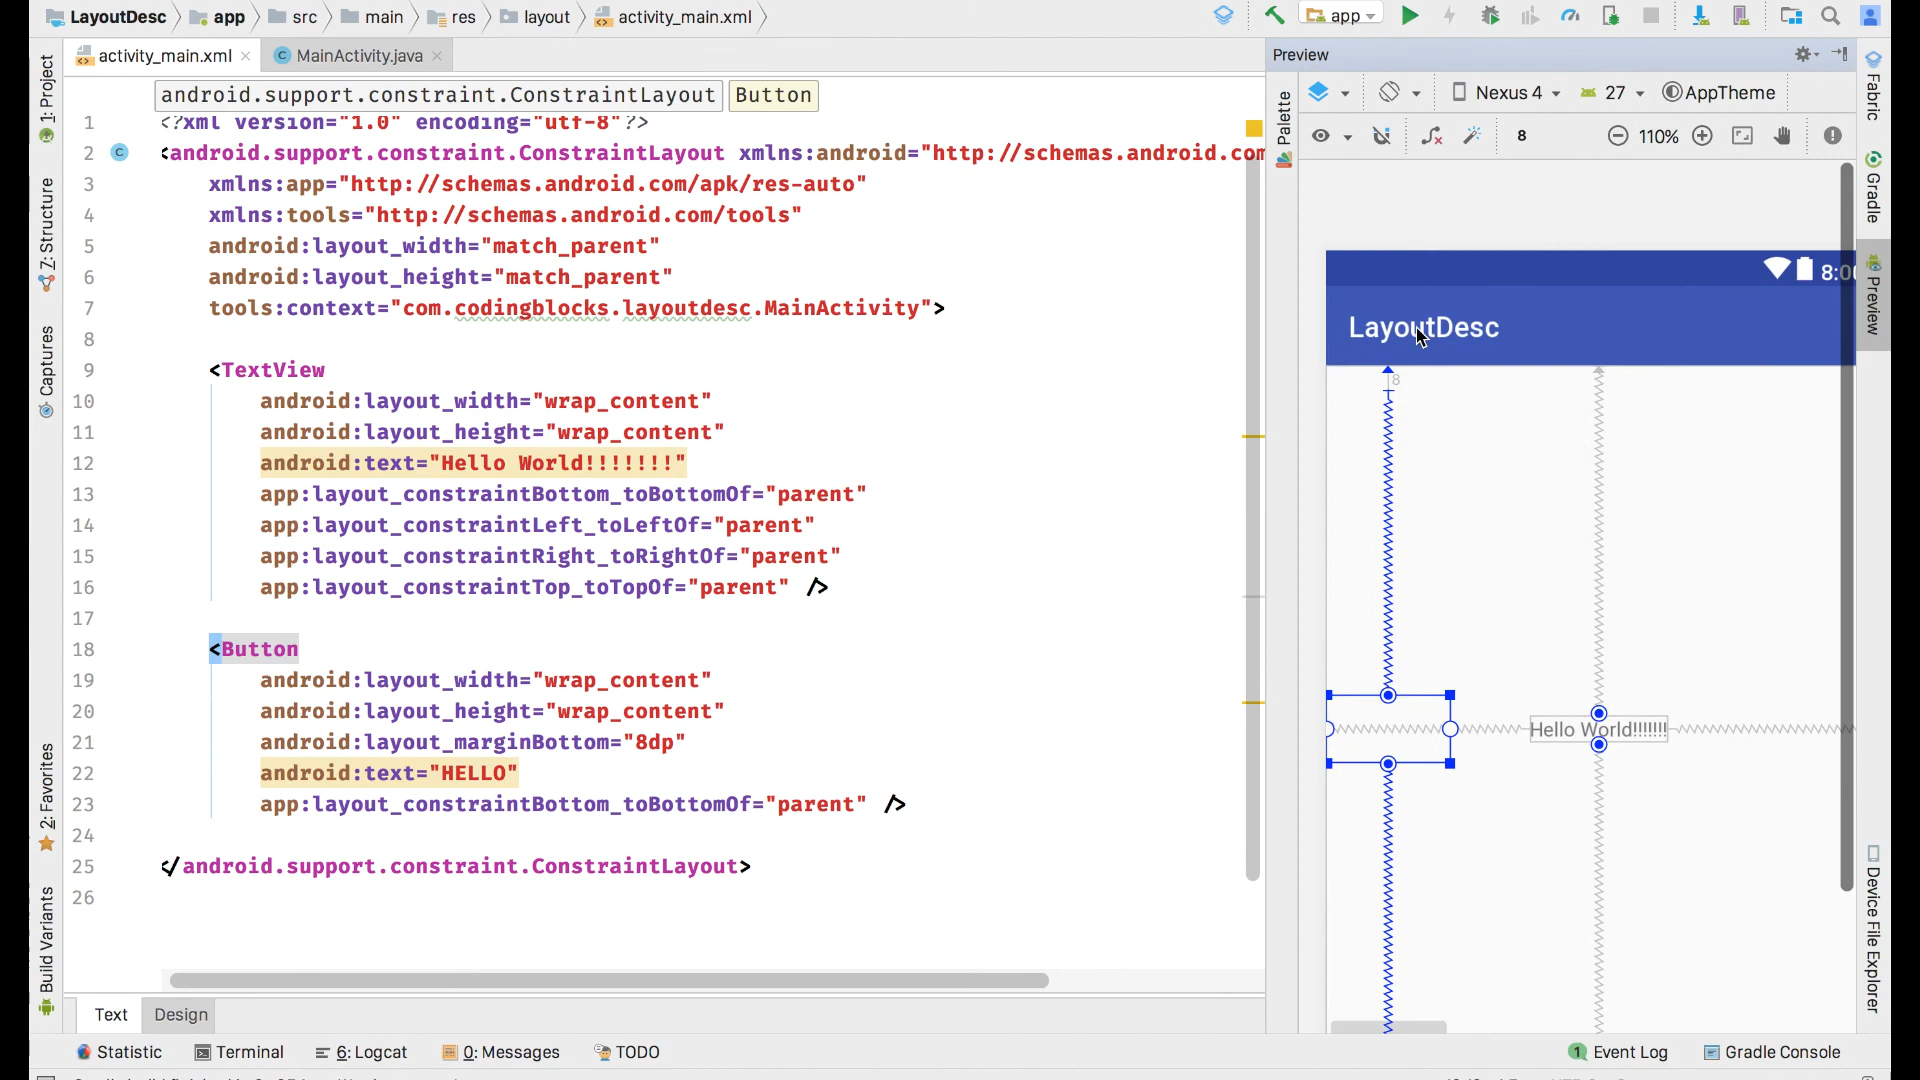 LayoutDesc app src main res layout activity_main.xml app
activity_main.xml MainActivity.java Preview
android.support.constraint.ConstraintLayout Button
Nexus 4 27 AppTheme
8 110%
1 <?xml version="1.0" encoding="utf-8"?>
2 <android.support.constraint.ConstraintLayout xmlns:android="http://schemas.android.com
3 xmlns:app="http://schemas.android.com/apk/res-auto"
4 xmlns:tools="http://schemas.android.com/tools"
5 android:layout_width="match_parent"
6 android:layout_height="match_parent"
7 tools:context="com.codingblocks.layoutdesc.MainActivity">
8
9 <TextView
10 android:layout_width="wrap_content"
11 android:layout_height="wrap_content"
12 android:text="Hello World!!!!!!!"
13 app:layout_constraintBottom_toBottomOf="parent"
14 app:layout_constraintLeft_toLeftOf="parent"
15 app:layout_constraintRight_toRightOf="parent"
16 app:layout_constraintTop_toTopOf="parent" />
17
18 <Button
19 android:layout_width="wrap_content"
20 android:layout_height="wrap_content"
21 android:layout_marginBottom="8dp"
22 android:text="HELLO"
23 app:layout_constraintBottom_toBottomOf="parent" />
24
25 </android.support.constraint.ConstraintLayout>
26
1: Project
Z: Structure
Captures
2: Favorites
Build Variants
Palette
8:00
LayoutDesc
8
Hello World!!!!!!!
Fabric
Gradle
Preview
Device File Explorer
Text Design
Statistic Terminal 6: Logcat 0: Messages TODO 1 Event Log Gradle Console